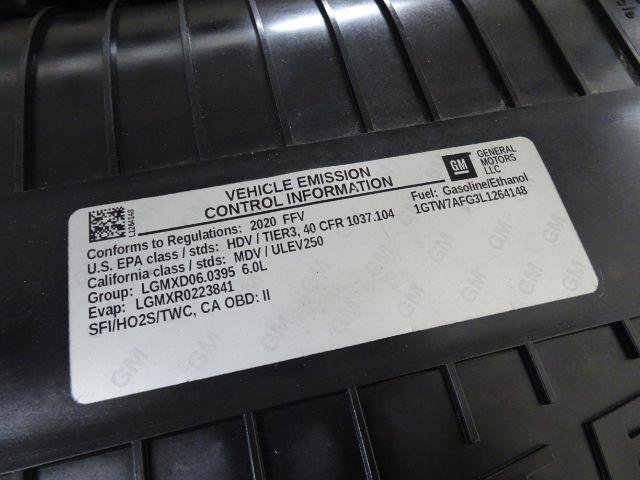 VEHICLE EMISSION
CONTROL INFORMATION
GM
GENERAL
MOTORS
LLC
L1264148
Conforms to Regulations: 2020 FFV
Fuel: Gasoline/Ethanol
U.S. EPA class / stds: HDV / TIER3, 40 CFR 1037.104
1GTW7AFG3L1264148
California class / stds: MDV / ULEV250
Group: LGMXD06.0395 6.0L
Evap: LGMXR0223841
SFI/HO2S/TWC, CA OBD: II